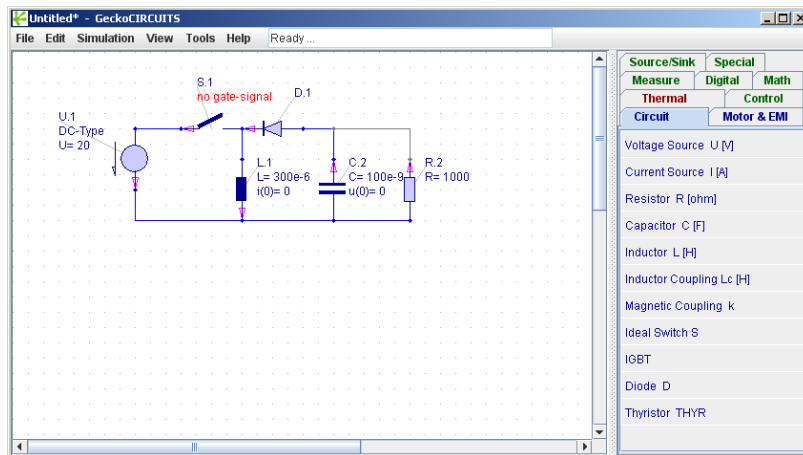 Untitled* - GeckoCIRCUITS
File Edit Simulation View Tools Help Ready ...
S.1
no gate-signal
D.1
U.1
DC-Type
U= 20
L.1
L= 300e-6
i(0)= 0
C.2
C= 100e-9
u(0)= 0
R.2
R= 1000
Source/Sink Special
Measure Digital Math
Thermal Control
Circuit Motor & EMI
Voltage Source U [V]
Current Source I [A]
Resistor R [ohm]
Capacitor C [F]
Inductor L [H]
Inductor Coupling Lc [H]
Magnetic Coupling k
Ideal Switch S
IGBT
Diode D
Thyristor THYR